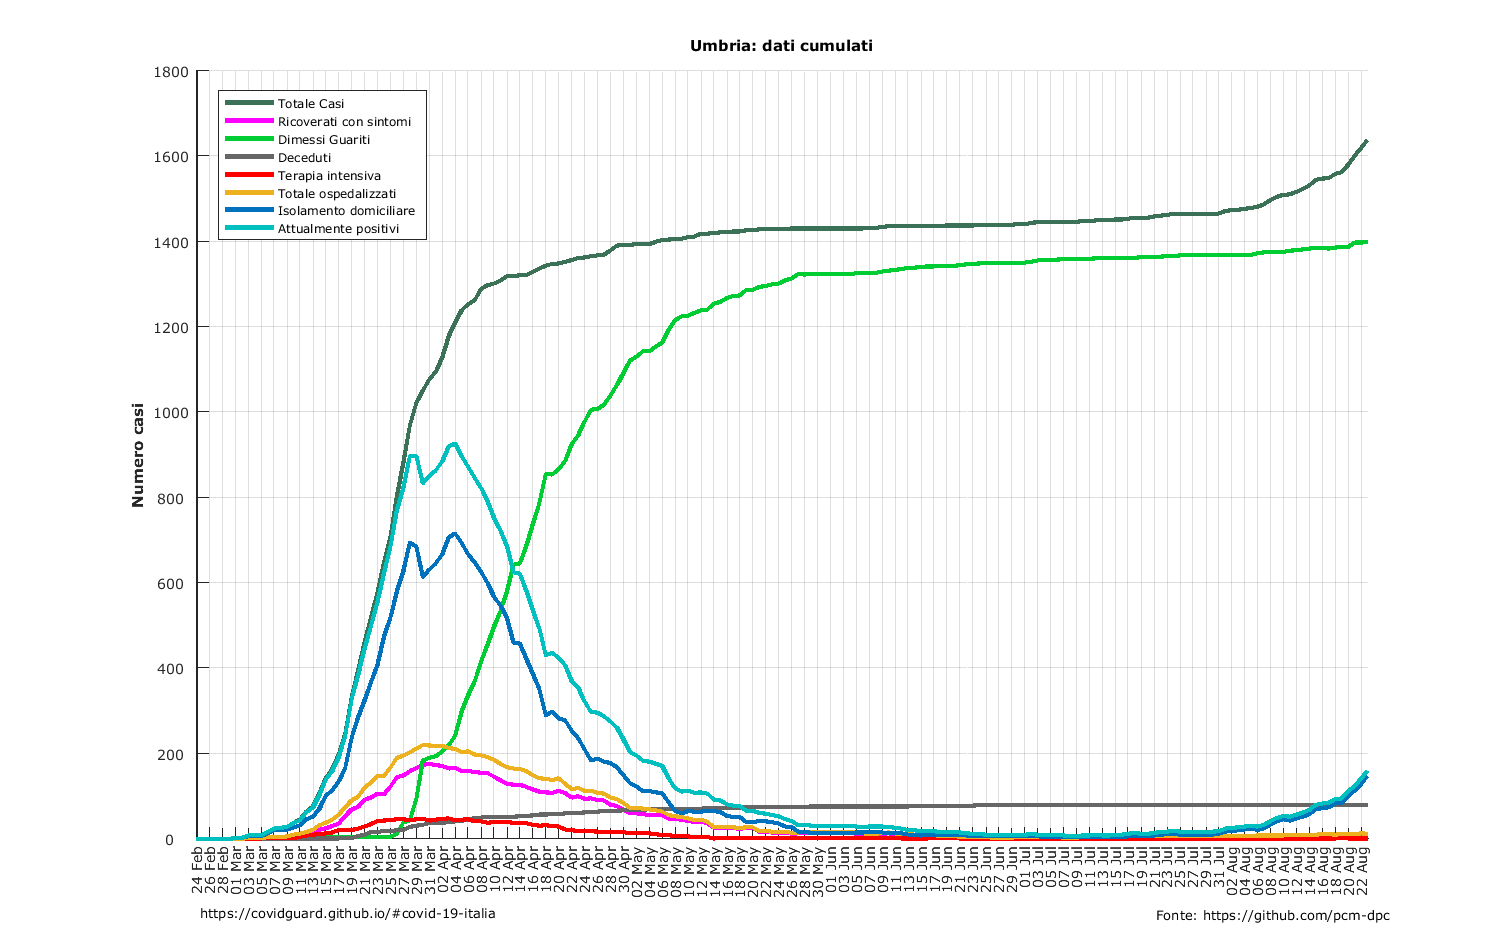 Umbria: dati cumulati
1800
1600
1400
1200
1000
800
600
400
200
0
Numero casi
Totale Casi
Ricoverati con sintomi
Dimessi Guariti
Deceduti
Terapia intensiva
Totale ospedalizzati
Isolamento domiciliare
Attualmente positivi
24 Feb
26 Feb
28 Feb
01 Mar
03 Mar
05 Mar
07 Mar
09 Mar
11 Mar
13 Mar
15 Mar
17 Mar
19 Mar
21 Mar
23 Mar
25 Mar
27 Mar
29 Mar
31 Mar
02 Apr
04 Apr
06 Apr
08 Apr
10 Apr
12 Apr
14 Apr
16 Apr
18 Apr
20 Apr
22 Apr
24 Apr
26 Apr
28 Apr
30 Apr
02 May
04 May
06 May
08 May
10 May
12 May
14 May
16 May
18 May
20 May
22 May
24 May
26 May
28 May
30 May
01 Jun
03 Jun
05 Jun
07 Jun
09 Jun
11 Jun
13 Jun
15 Jun
17 Jun
19 Jun
21 Jun
23 Jun
25 Jun
27 Jun
29 Jun
01 Jul
03 Jul
05 Jul
07 Jul
09 Jul
11 Jul
13 Jul
15 Jul
17 Jul
19 Jul
21 Jul
23 Jul
25 Jul
27 Jul
29 Jul
31 Jul
02 Aug
04 Aug
06 Aug
08 Aug
10 Aug
12 Aug
14 Aug
16 Aug
18 Aug
20 Aug
22 Aug
https://covidguard.github.io/#covid-19-italia
Fonte: https://github.com/pcm-dpc